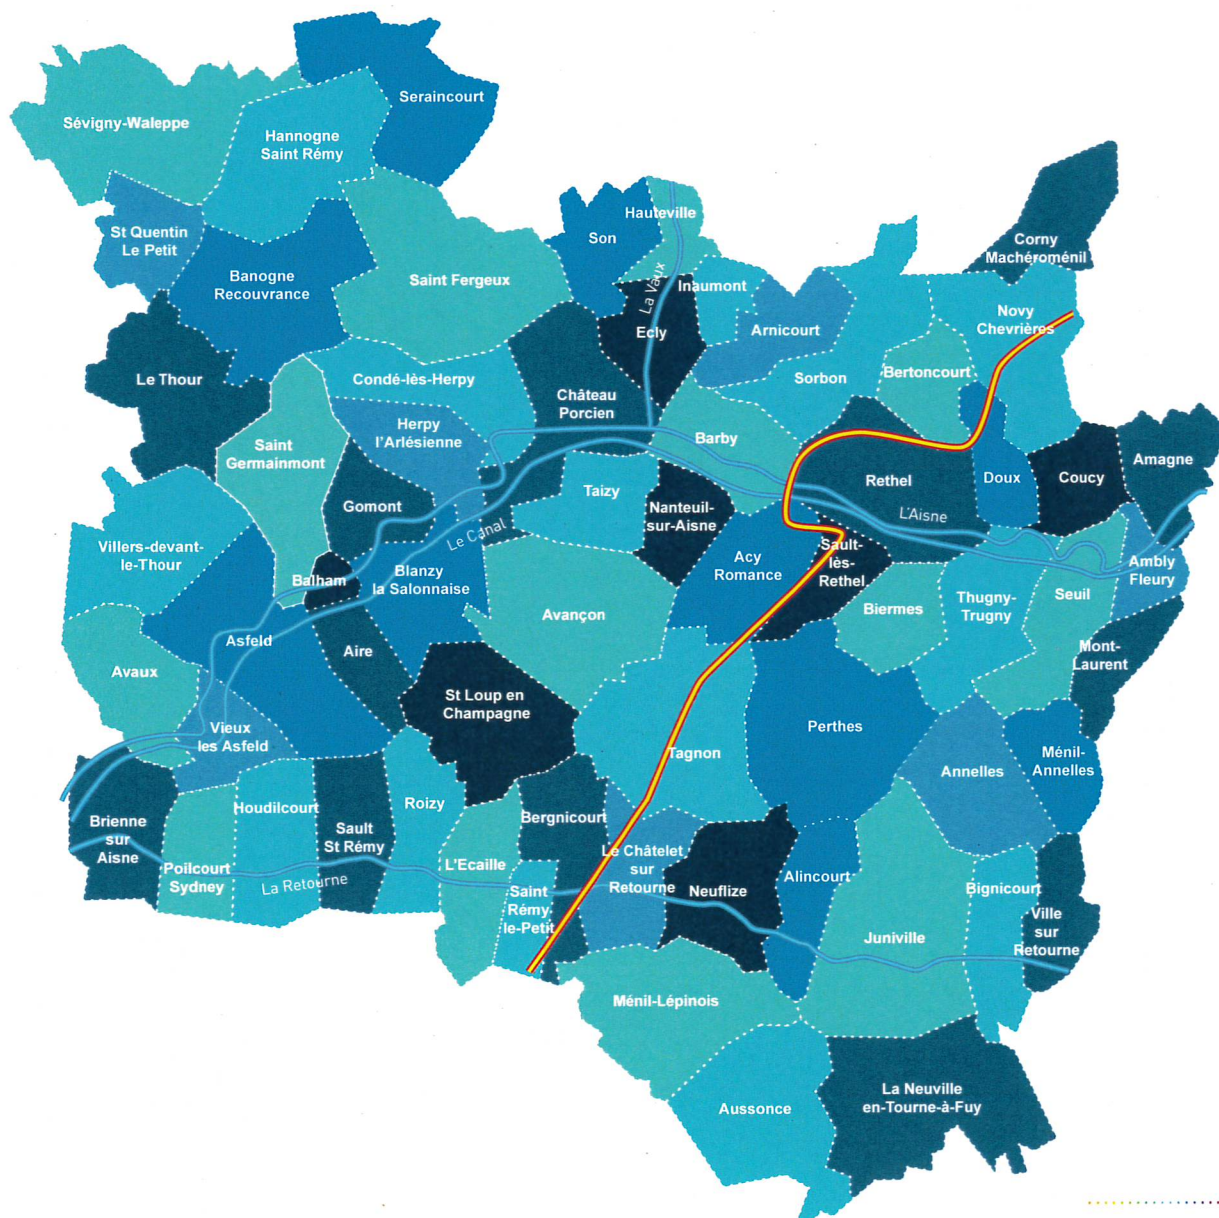 Seraincourt
Sévigny-Waleppe
Hannogne
Saint Rémy
Hauteville
St Quentin
Le Petit
Son
Corny
Machéroménil
Banogne
Recouvrance
Saint Fergeux
La Vaux
Inaumont
Ecly
Arnicourt
Novy
Chevrières
Le Thour
Condé-lès-Herpy
Sorbon
Bertoncourt
Château
Porcien
Herpy
l'Arlésienne
Barby
Saint
Germainmont
Amagne
Rethel
Doux
Coucy
Taizy
Gomont
Nanteuil-
sur-Aisne
L'Aisne
Le Canal
Villers-devant-
le-Thour
Sault-
lès-
Rethel
Acy
Romance
Ambly
Fleury
Balham
Blanzy
la Salonnaise
Seuil
Thugny-
Trugny
Biermes
Avançon
Asfeld
Aire
Mont-
Laurent
Avaux
St Loup en
Champagne
Vieux
les Asfeld
Perthes
Tagnon
Ménil-
Annelles
Annelles
Houdilcourt
Roizy
Bergnicourt
Brienne
sur
Aisne
Sault
St Rémy
Le Châtelet
sur
Retourne
L'Ecaille
Poilcourt
Sydney
La Retourne
Saint
Rémy
le-Petit
Neuflize
Alincourt
Bignicourt
Ville
sur
Retourne
Juniville
Ménil-Lépinois
La Neuville
en-Tourne-à-Fuy
Aussonce